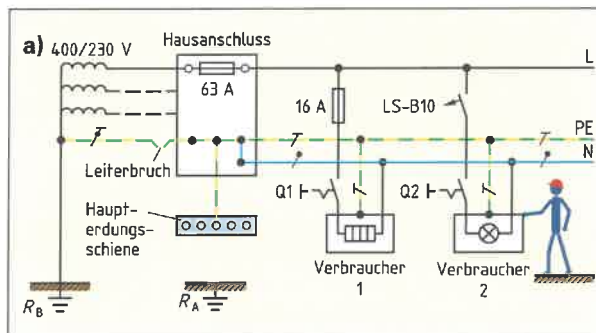 a) 400/230 V
Hausanschluss
63 A
L
16 A
LS-B10
PE
N
Leiterbruch
Q1
Q2
Haupt-
erdungs-
schiene
Verbraucher
1
Verbraucher
2
RB
RA